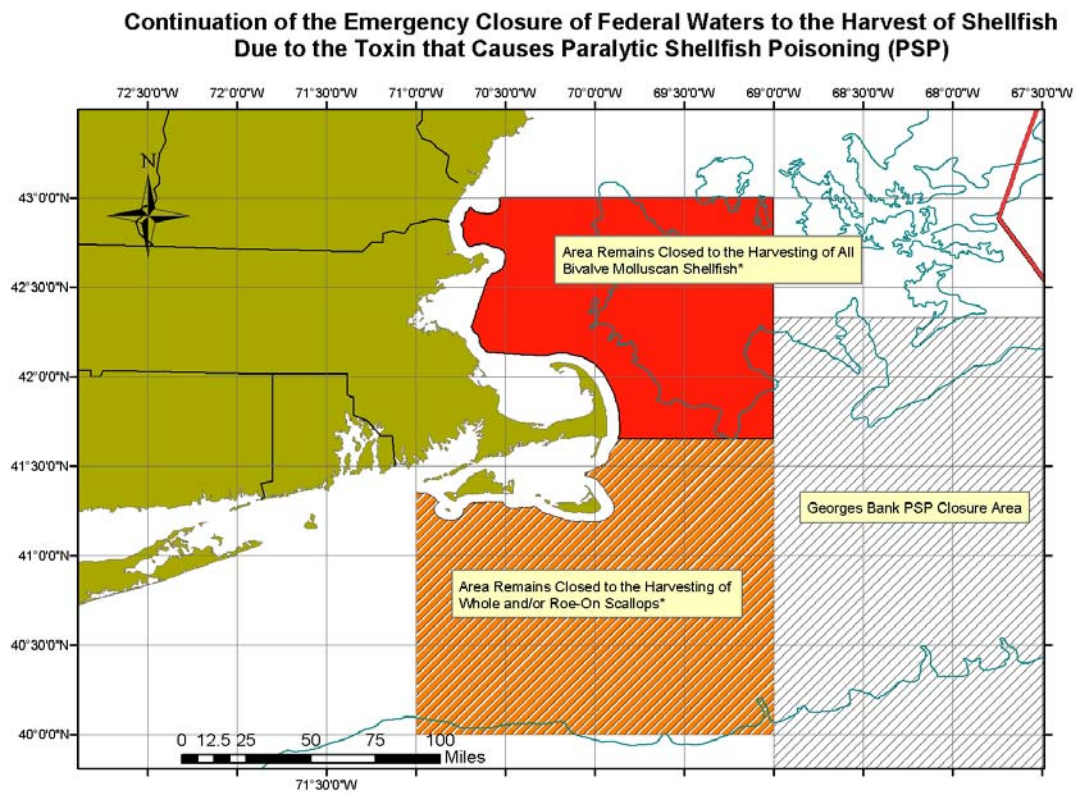 Continuation of the Emergency Closure of Federal Waters to the Harvest of Shellfish
Due to the Toxin that Causes Paralytic Shellfish Poisoning (PSP)
72°30'0"W 72°0'0"W 71°30'0"W 71°0'0"W 70°30'0"W 70°0'0"W 69°30'0"W 69°0'0"W 68°30'0"W 68°0'0"W 67°30'0"W
N
43°0'0"N
Area Remains Closed to the Harvesting of All
Bivalve Molluscan Shellfish*
42°30'0"N
42°0'0"N
41°30'0"N
Georges Bank PSP Closure Area
41°0'0"N
Area Remains Closed to the Harvesting of
Whole and/or Roe-On Scallops*
40°30'0"N
40°0'0"N
0 12.5 25 50 75 100
Miles
71°30'0"W